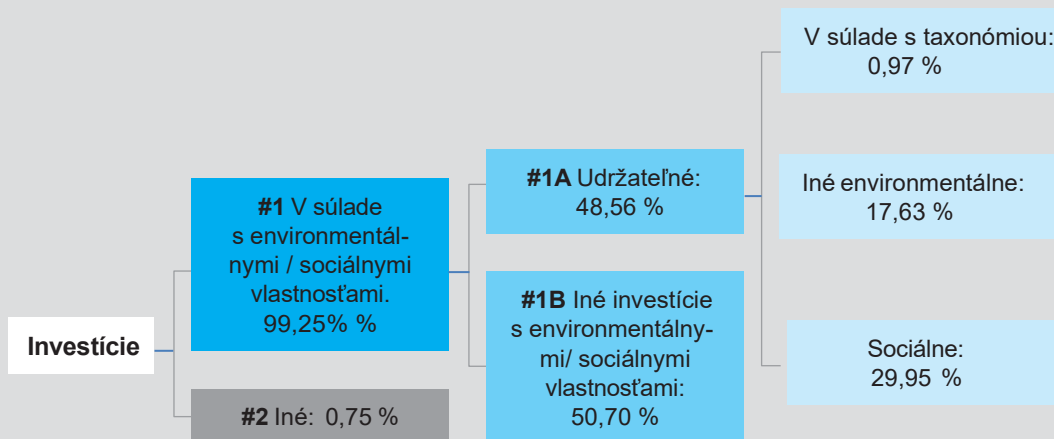 Investície
#1 V súlade
s environmentál-
nymi / sociálnymi
vlastnosťami.
99,25% %
#2 Iné: 0,75 %
#1A Udržateľné:
48,56 %
#1B Iné investície
s environmentálny-
mi/ sociálnymi
vlastnosťami:
50,70 %
V súlade s taxonómiou:
0,97 %
Iné environmentálne:
17,63 %
Sociálne:
29,95 %